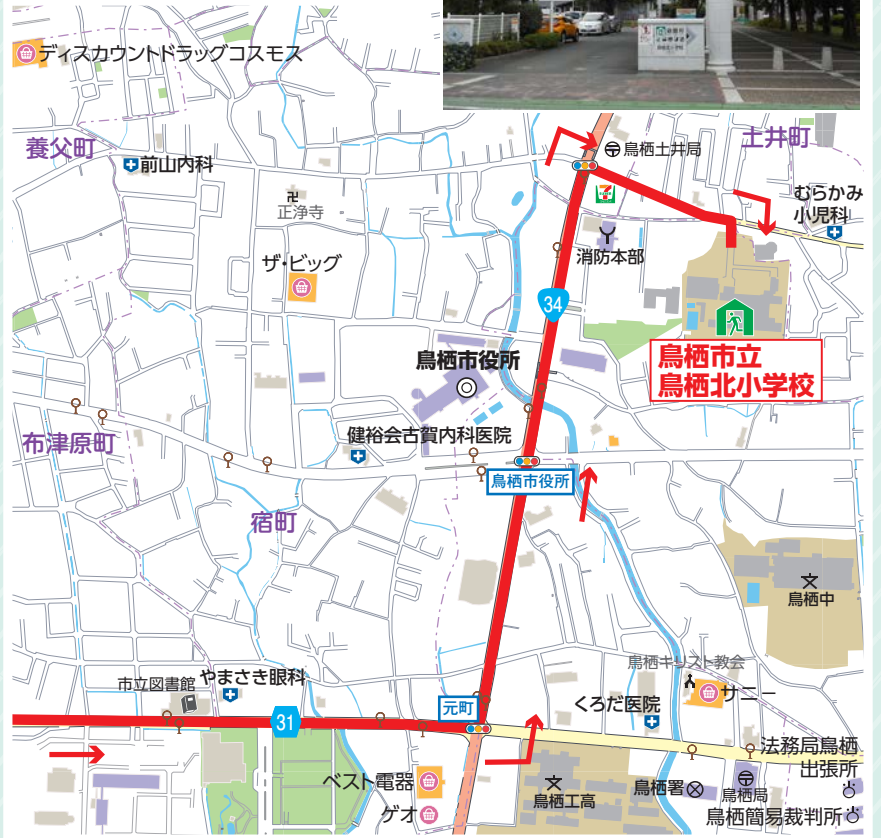 ディスカウントドラッグコスモス
養父町
前山内科
正浄寺
ザ・ビッグ
鳥栖土井局
土井町
むらかみ
小児科
消防本部
34
鳥栖市立
鳥栖北小学校
鳥栖市役所
健裕会古賀内科医院
布津原町
鳥栖市役所
宿町
鳥栖中
鳥栖キリスト教会
サニー
市立図書館
やまさき眼科
元町
くろだ医院
31
法務局鳥栖
出張所
ベスト電器
ゲオ
鳥栖工高
鳥栖署
鳥栖局
鳥栖簡易裁判所